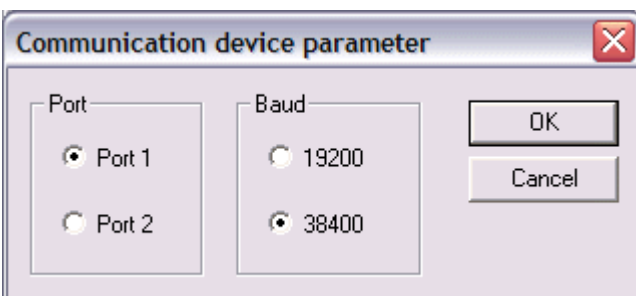 Communication device parameter
Port
Port 1
Port 2
Baud
19200
38400
OK
Cancel